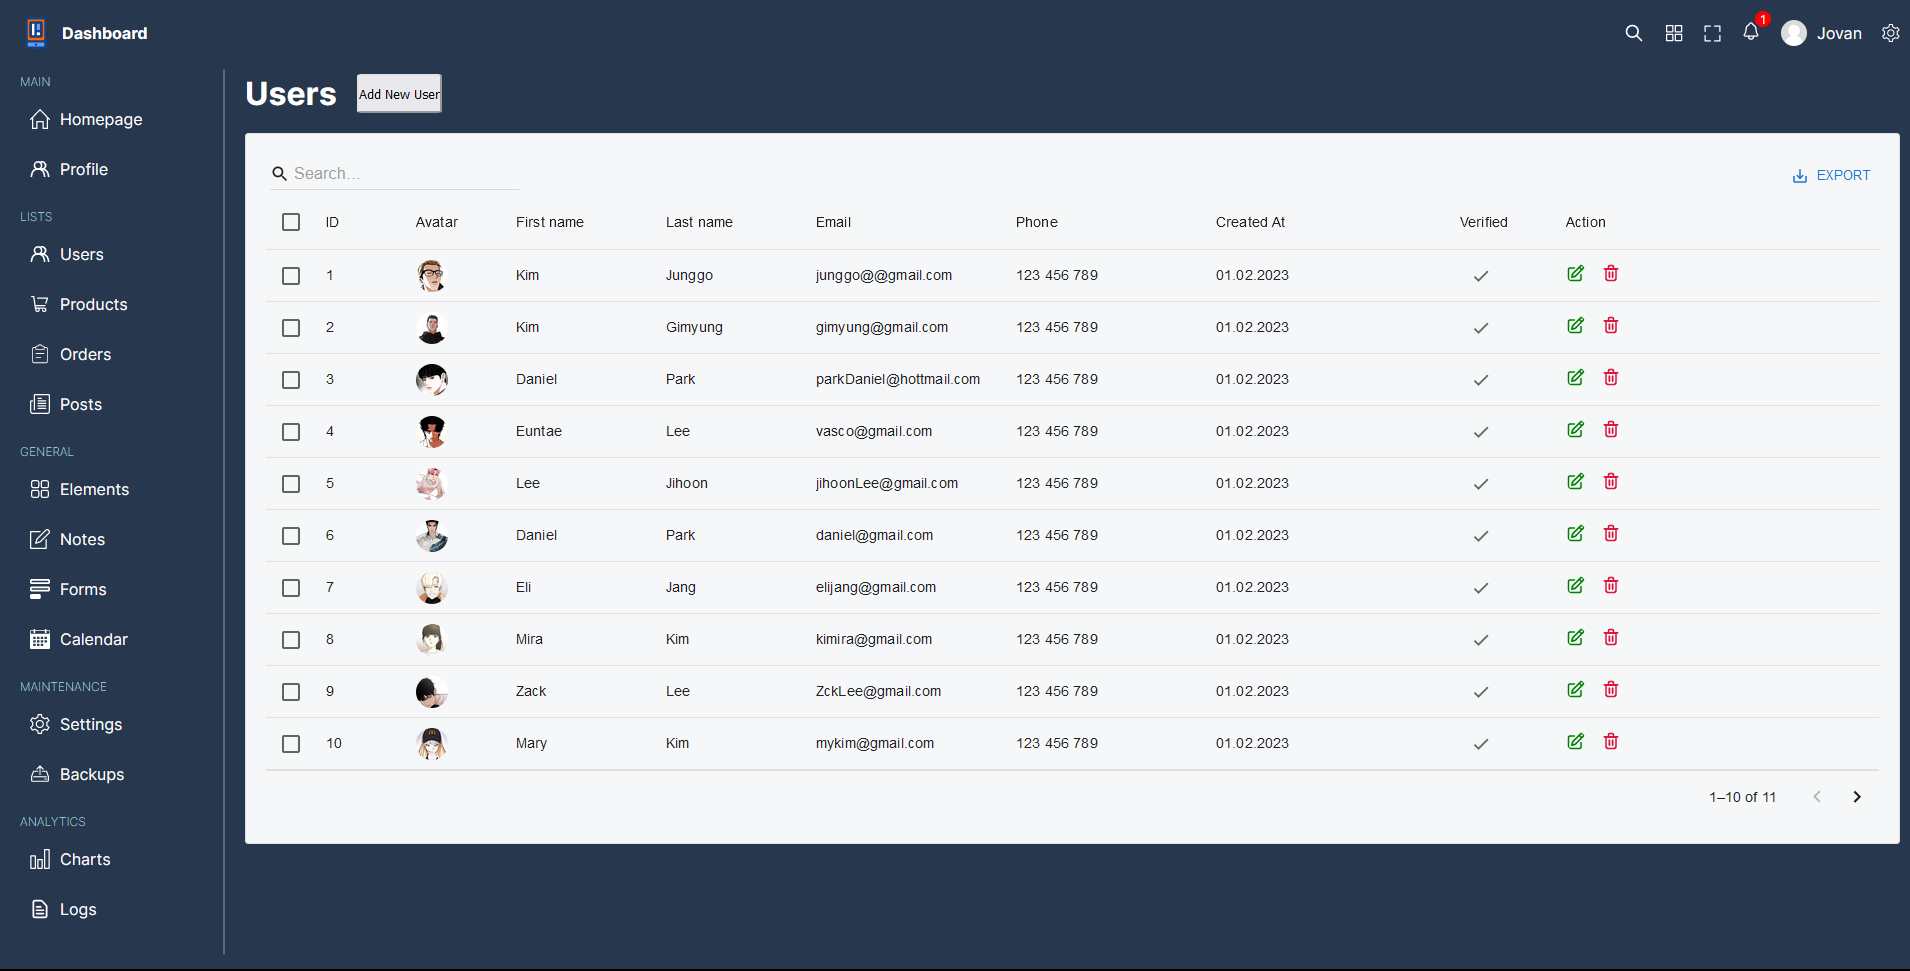 Dashboard
1
Jovan
MAIN
Homepage
Profile
LISTS
Users
Products
Orders
Posts
GENERAL
Elements
Notes
Forms
Calendar
MAINTENANCE
Settings
Backups
ANALYTICS
Charts
Logs
Users Add New User
Search… EXPORT
ID Avatar First name Last name Email Phone Created At Verified Action
1 Kim Junggo junggo@@gmail.com 123 456 789 01.02.2023
2 Kim Gimyung gimyung@gmail.com 123 456 789 01.02.2023
3 Daniel Park parkDaniel@hottmail.com 123 456 789 01.02.2023
4 Euntae Lee vasco@gmail.com 123 456 789 01.02.2023
5 Lee Jihoon jihoonLee@gmail.com 123 456 789 01.02.2023
6 Daniel Park daniel@gmail.com 123 456 789 01.02.2023
7 Eli Jang elijang@gmail.com 123 456 789 01.02.2023
8 Mira Kim kimira@gmail.com 123 456 789 01.02.2023
9 Zack Lee ZckLee@gmail.com 123 456 789 01.02.2023
10 Mary Kim mykim@gmail.com 123 456 789 01.02.2023
1–10 of 11